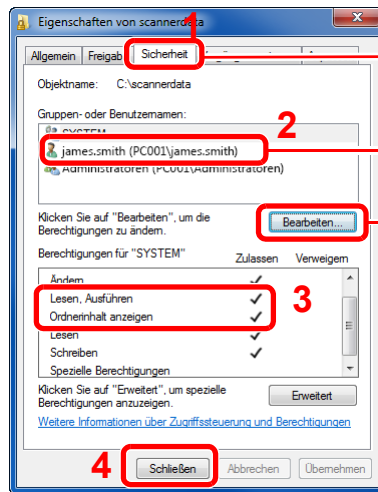 Eigenschaften von scannerdata
1
Allgemein Freigab Sicherheit
Objektname: C:\scannerdata
Gruppen- oder Benutzernamen:
2
SYSTEM
james.smith (PC001\james.smith)
Administratoren (PC001\Administratoren)
Klicken Sie auf "Bearbeiten", um die
Berechtigungen zu ändern.
Bearbeiten...
Berechtigungen für "SYSTEM" Zulassen Verweigern
Ändern
Lesen, Ausführen
3
Ordnerinhalt anzeigen
Lesen
Schreiben
Spezielle Berechtigungen
Klicken Sie auf "Erweitert", um spezielle
Berechtigungen anzuzeigen.
Erweitert
Weitere Informationen über Zugriffssteuerung und Berechtigungen
4
Schließen Abbrechen Übernehmen